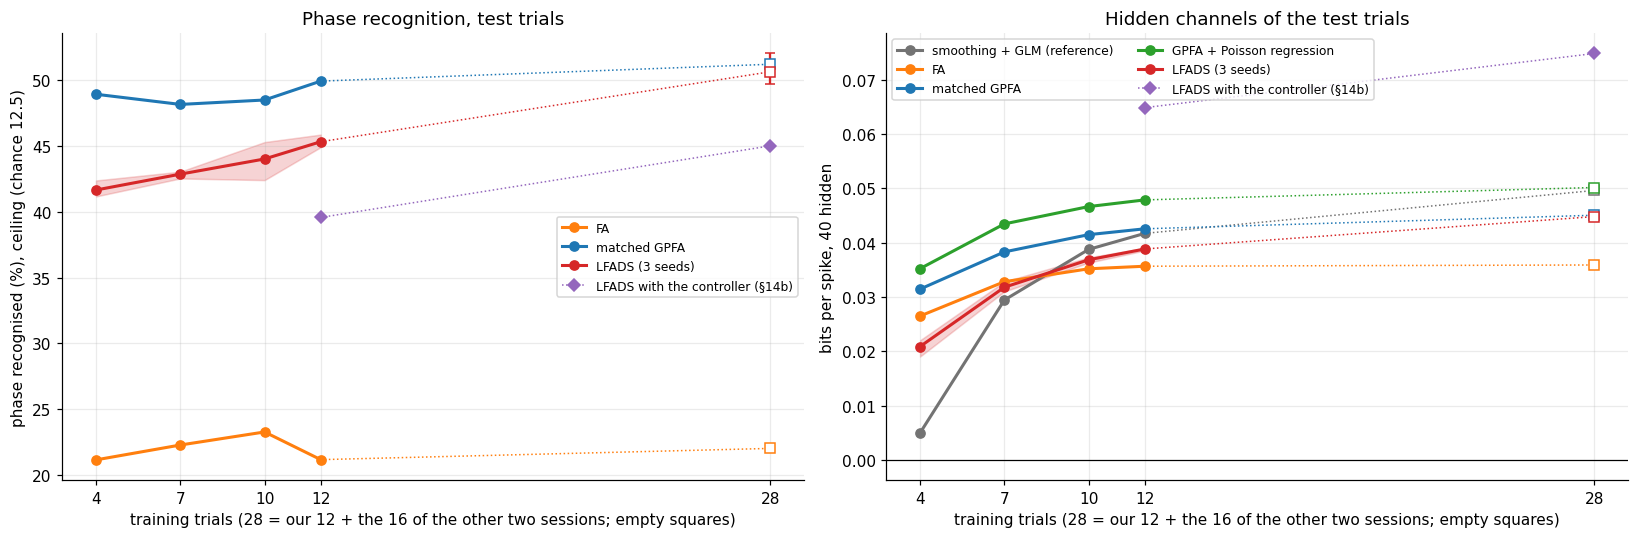 Phase recognition, test trials
phase recognised (%), ceiling (chance 12.5)
50
45
40
35
30
25
20
FA
matched GPFA
LFADS (3 seeds)
LFADS with the controller (§14b)
4
7
10
12
28
training trials (28 = our 12 + the 16 of the other two sessions; empty squares)
Hidden channels of the test trials
bits per spike, 40 hidden
0.07
0.06
0.05
0.04
0.03
0.02
0.01
0.00
smoothing + GLM (reference)
FA
matched GPFA
GPFA + Poisson regression
LFADS (3 seeds)
LFADS with the controller (§14b)
4
7
10
12
28
training trials (28 = our 12 + the 16 of the other two sessions; empty squares)